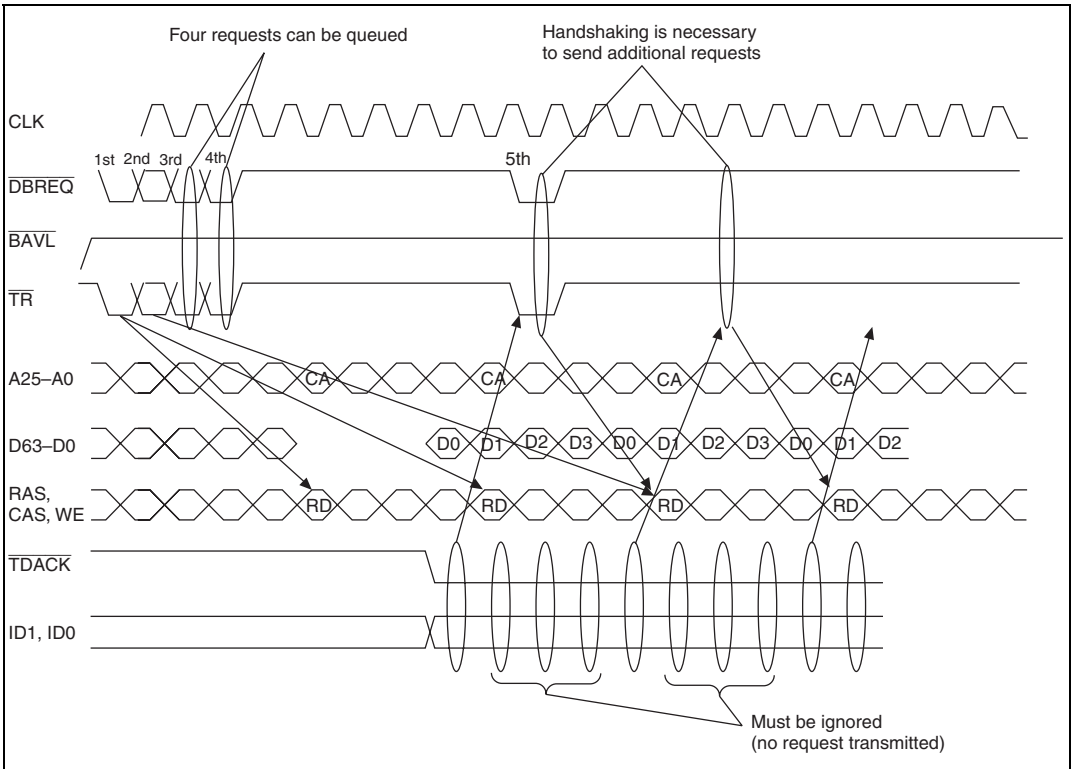 Four requests can be queued
Handshaking is necessary
to send additional requests
CLK
1st 2nd 3rd 4th 5th
DBREQ
BAVL
TR
A25–A0 CA CA CA CA
D63–D0 D0 D1 D2 D3 D0 D1 D2 D3 D0 D1 D2
RAS,
CAS, WE RD RD RD RD
TDACK
ID1, ID0
Must be ignored
(no request transmitted)